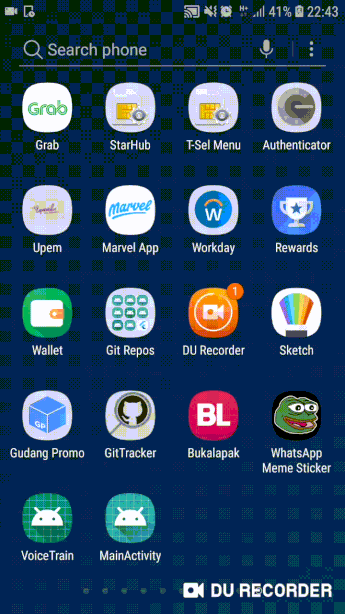 41% 22:43
Search phone
Grab
Grab StarHub T-Sel Menu Authenticator
Marvel
W
Upem Marvel App Workday Rewards
1
Wallet Git Repos DU Recorder Sketch
GP
BL
Gudang Promo GitTracker Bukalapak WhatsApp
Meme Sticker
VoiceTrain MainActivity
DU RECORDER